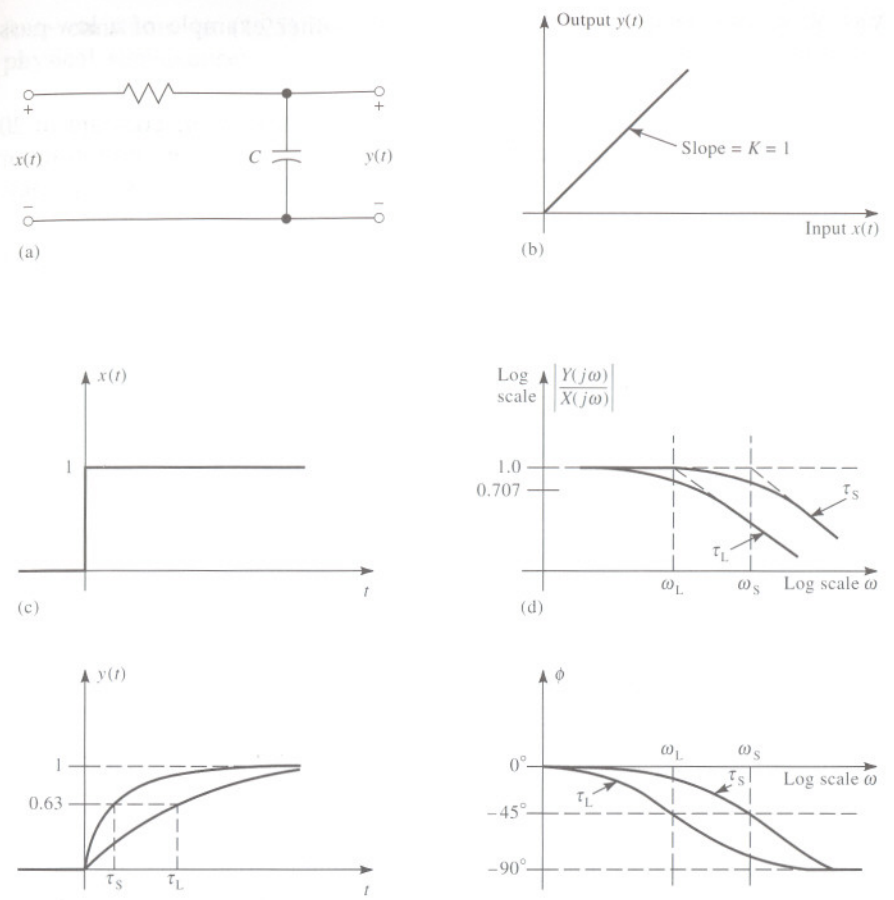 Output y(t)
+ +
x(t) C y(t)
Slope = K = 1
– –
Input x(t)
(a) (b)
x(t)
Log scale |Y(jω)/X(jω)|
1
1.0
0.707
τS
τL
t
ωL ωS Log scale ω
(c) (d)
y(t)
ϕ
1
0° ωL ωS Log scale ω
τS
τL
0.63
–45°
–90°
τS τL t